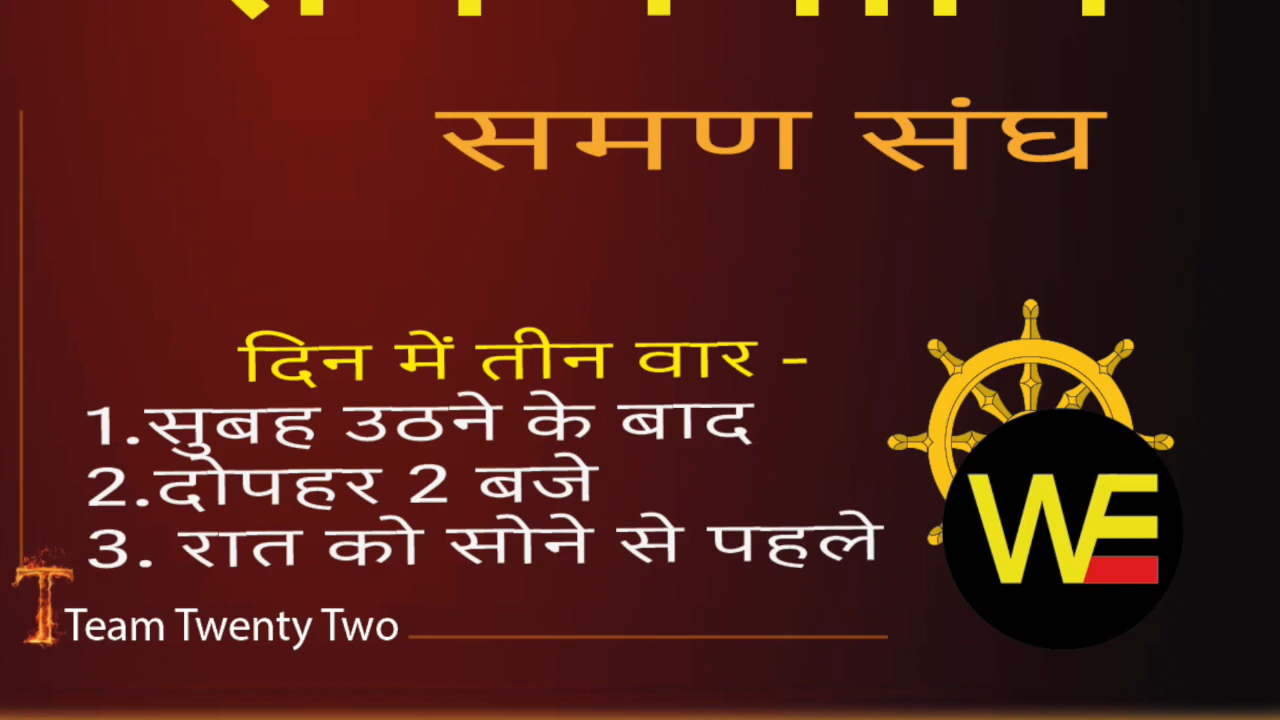 समण संघ
दिन में तीन वार -
1.सुबह उठने के बाद
2.दोपहर 2 बजे
3. रात को सोने से पहले
T Team Twenty Two
WE